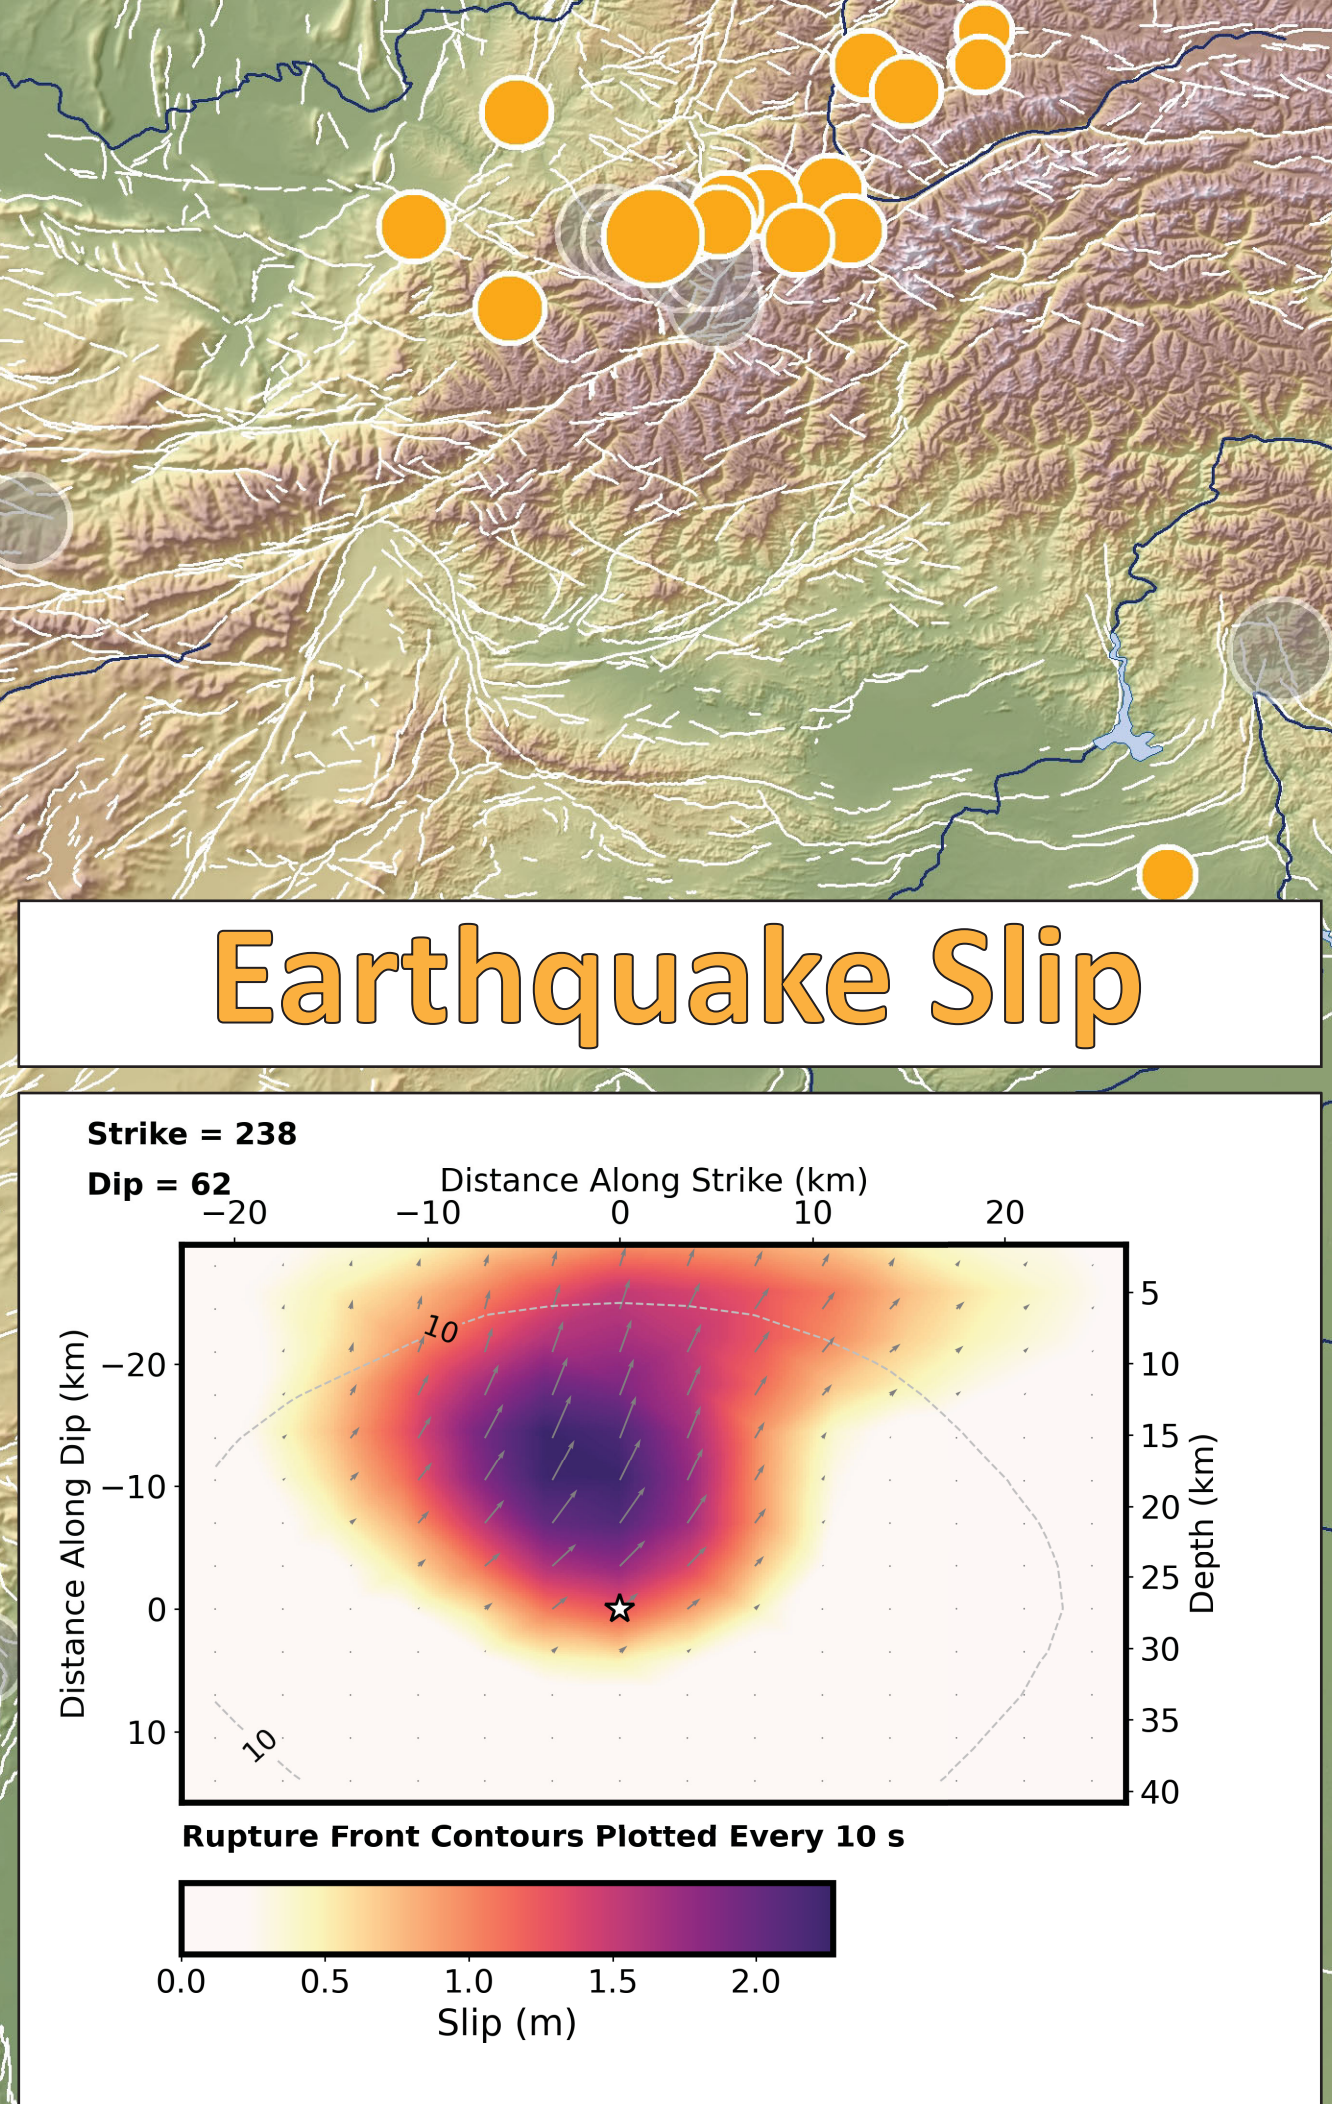 Earthquake Slip
Strike = 238
Dip = 62
Distance Along Strike (km)
−20 −10 0 10 20
Distance Along Dip (km)
−20
−10
0
10
10
10
5
10
15
20
25
30
35
40
Depth (km)
Rupture Front Contours Plotted Every 10 s
0.0 0.5 1.0 1.5 2.0
Slip (m)